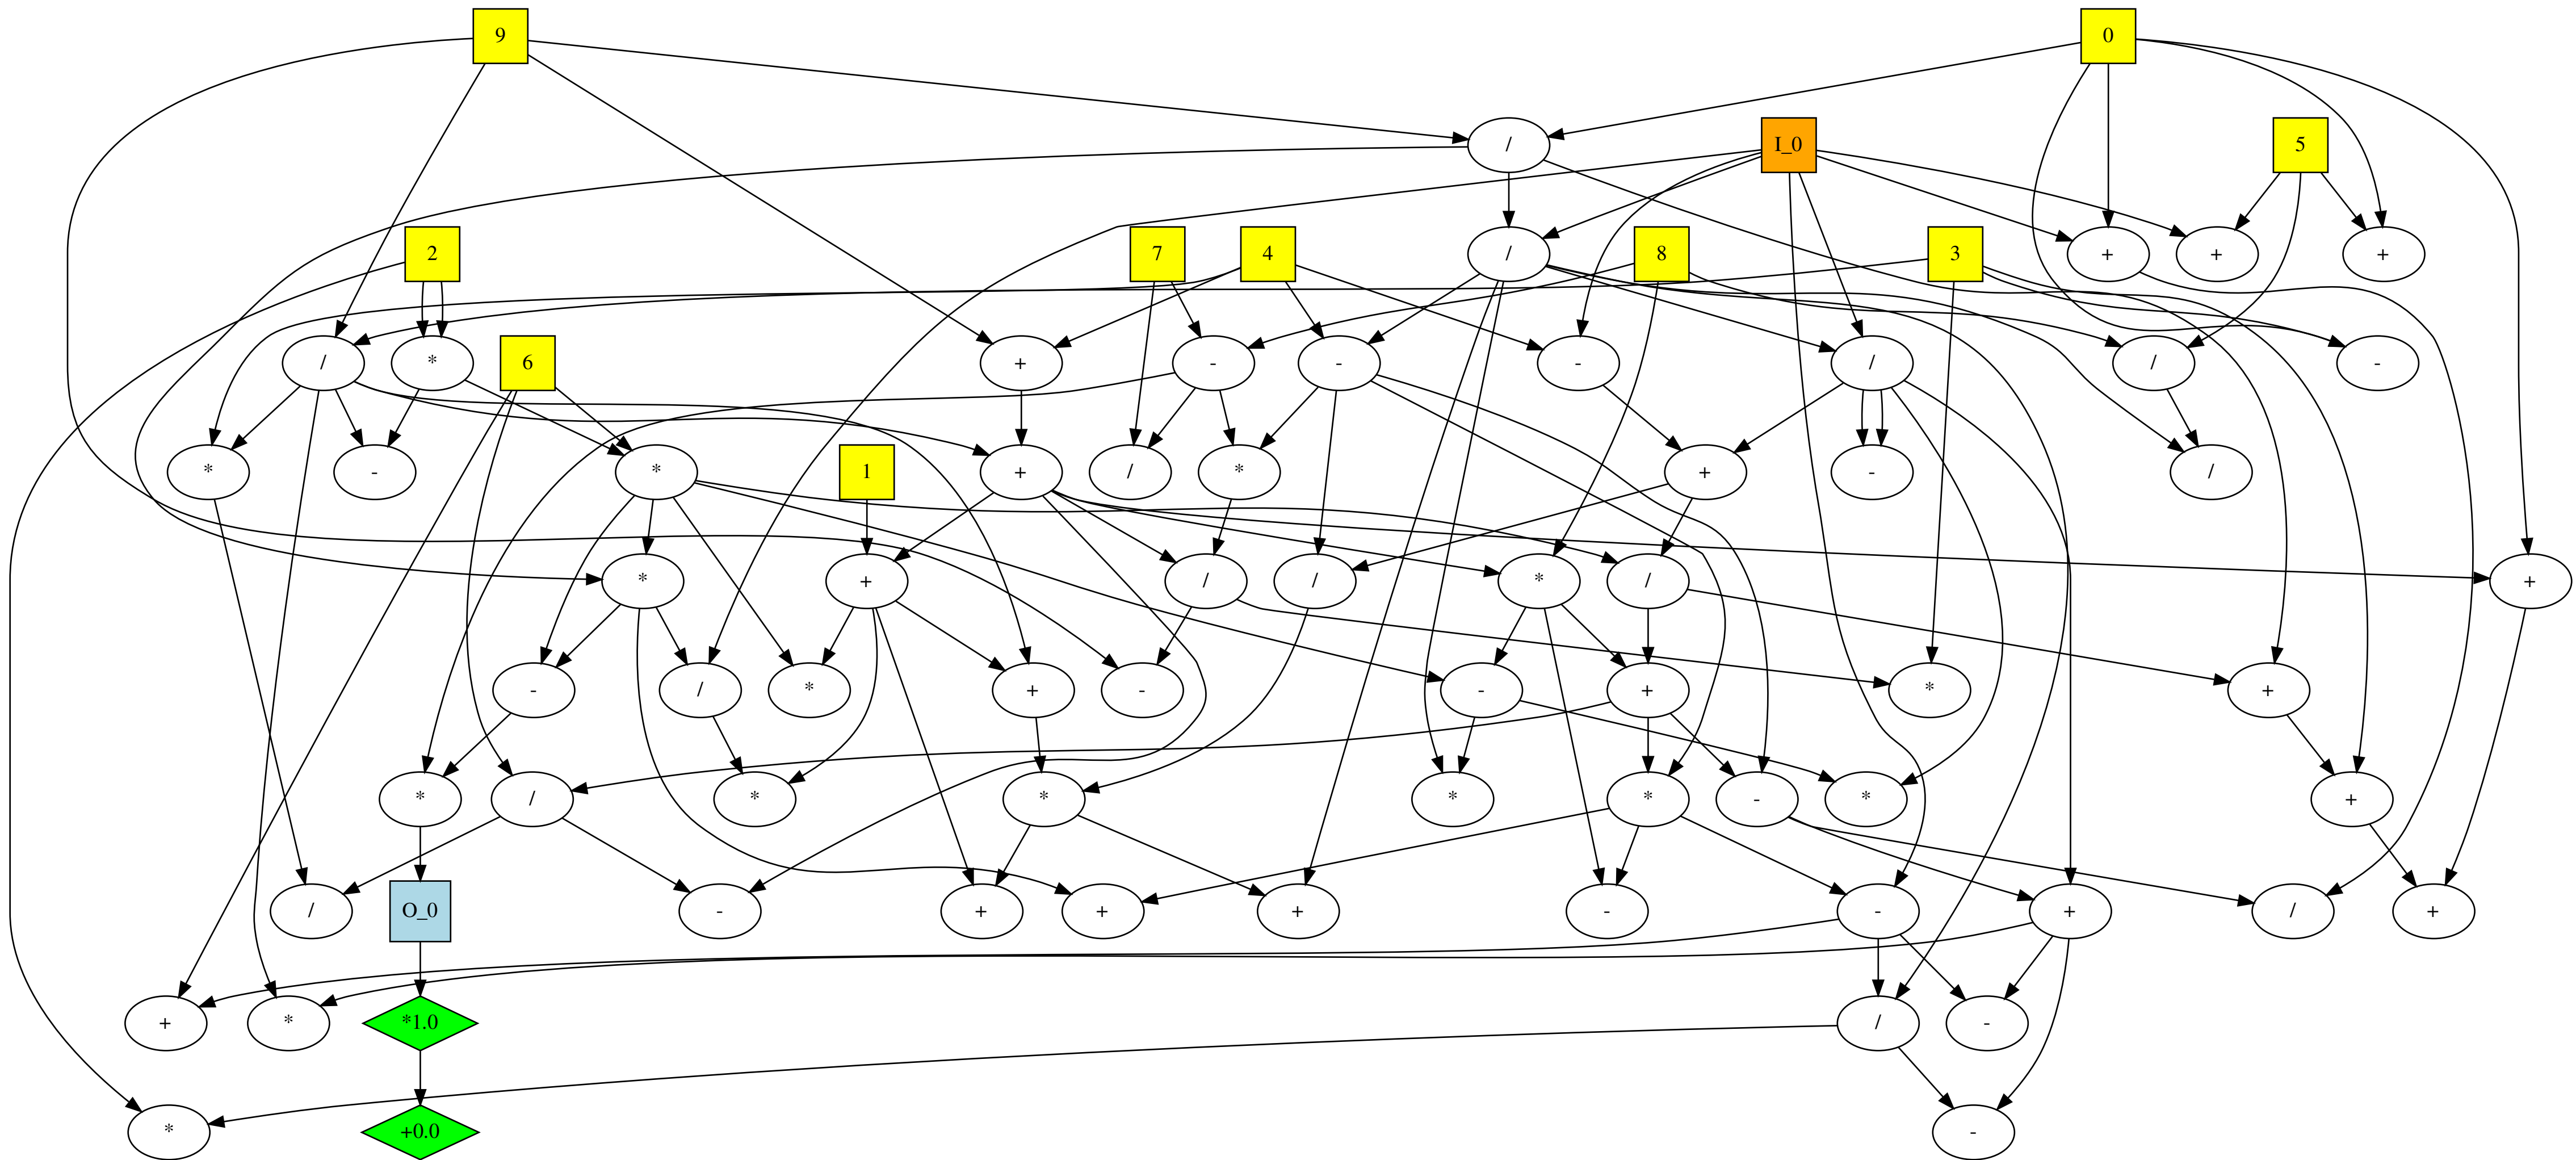 9 0
/ I_0 5
2 7 4 / 8 3 + + +
/ * 6 + - - - / / -
* - * 1 + / * + - /
* + / / * / +
- / * + - - + * +
* / * * * * - * +
/ O_0 - + + + - - + / +
+ * *1.0 / -
* +0.0 -